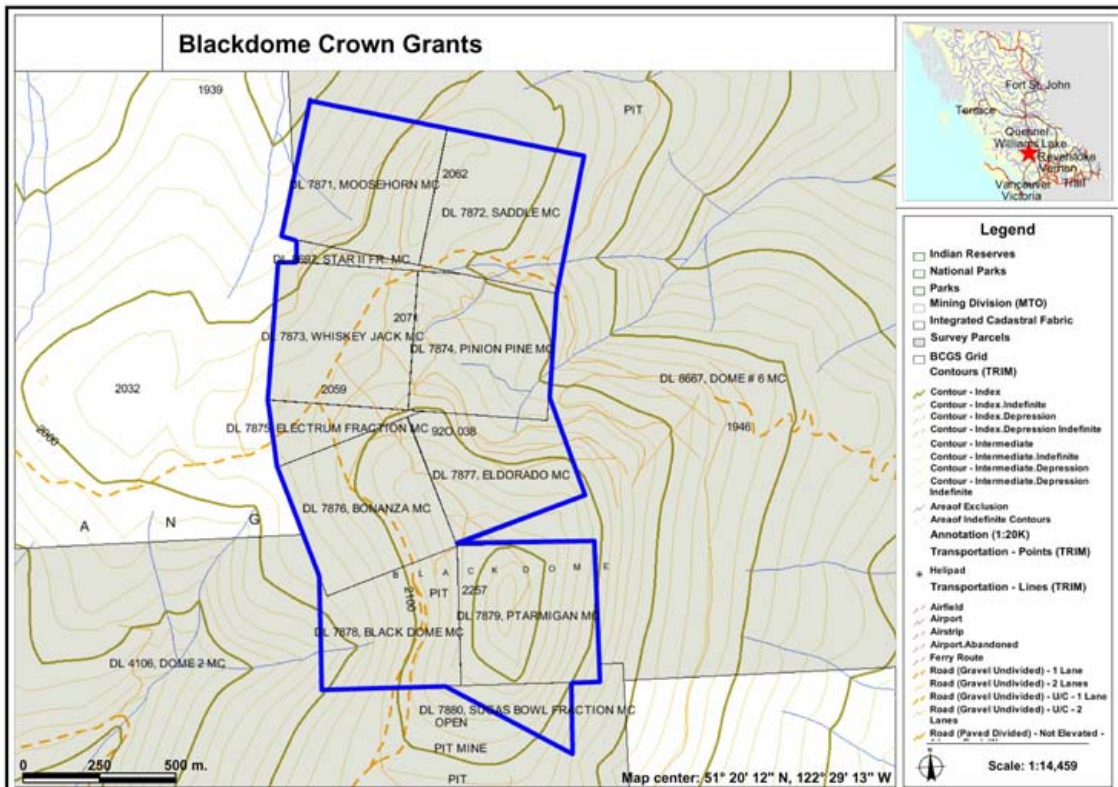 Blackdome Crown Grants
1939
PIT
DL 7871, MOOSEHORN MC
2062
DL 7872, SADDLE MC
STAR II FR. MC
2071
DL 7873, WHISKEY JACK MC
DL 7874, PINION PINE MC
2032
2059
DL 8667, DOME # 6 MC
2000
DL 7875, ELECTRUM FRACTION MC
92O.038
1946
DL 7877, ELDORADO MC
DL 7876, BONANZA MC
A N G
B L A C K D O M E
2100
PIT
2257
DL 7879, PTARMIGAN MC
DL 7878, BLACK DOME MC
DL 4106, DOME 2 MC
DL 7880, SUGAS BOWL FRACTION MC
OPEN
PIT MINE
PIT
0 250 500 m.
Map center: 51° 20' 12" N, 122° 29' 13" W
Fort St. John
Terrace
Quesnel
Williams Lake
Revelstoke
Vernon
Vancouver
Trail
Victoria
Legend
Indian Reserves
National Parks
Parks
Mining Division (MTO)
Integrated Cadastral Fabric
Survey Parcels
BCGS Grid
Contours (TRIM)
Contour - Index
Contour - Index.Indefinite
Contour - Index.Depression
Contour - Index.Depression Indefinite
Contour - Intermediate
Contour - Intermediate.Indefinite
Contour - Intermediate.Depression
Contour - Intermediate.Depression
Indefinite
Areaof Exclusion
Areaof Indefinite Contours
Annotation (1:20K)
Transportation - Points (TRIM)
Helipad
Transportation - Lines (TRIM)
Airfield
Airport
Airstrip
Airport.Abandoned
Ferry Route
Road (Gravel Undivided) - 1 Lane
Road (Gravel Undivided) - 2 Lanes
Road (Gravel Undivided) - U/C - 1 Lane
Road (Gravel Undivided) - U/C - 2
Lanes
Road (Paved Divided) - Not Elevated -
N
Scale: 1:14,459